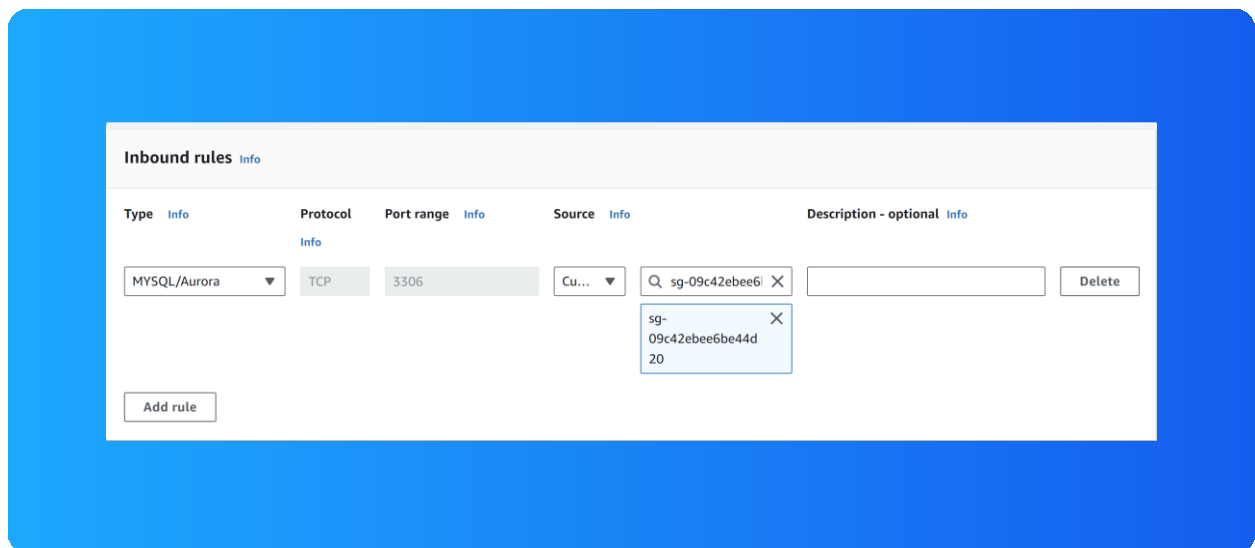 Inbound rules Info
Type Info Protocol Port range Info Source Info Description - optional Info
Info
MYSQL/Aurora TCP 3306 Cu... sg-09c42ebee6 Delete
sg-
09c42ebee6be44d
20
Add rule